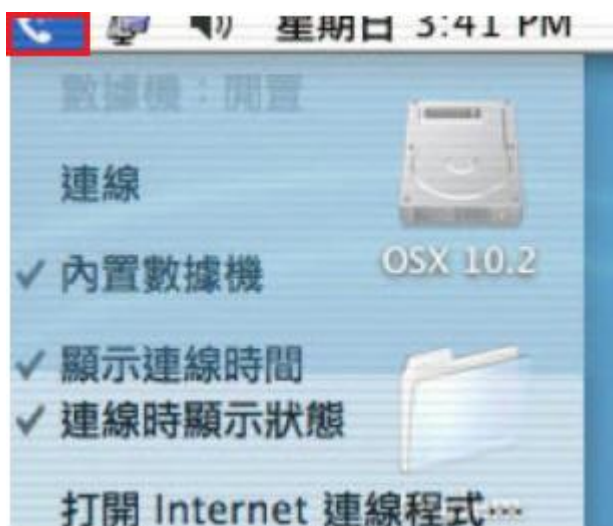 星期日 3:41 PM
數據機：閒置
連線
OSX 10.2
✓ 內置數據機
✓ 顯示連線時間
✓ 連線時顯示狀態
打開 Internet 連線程式…